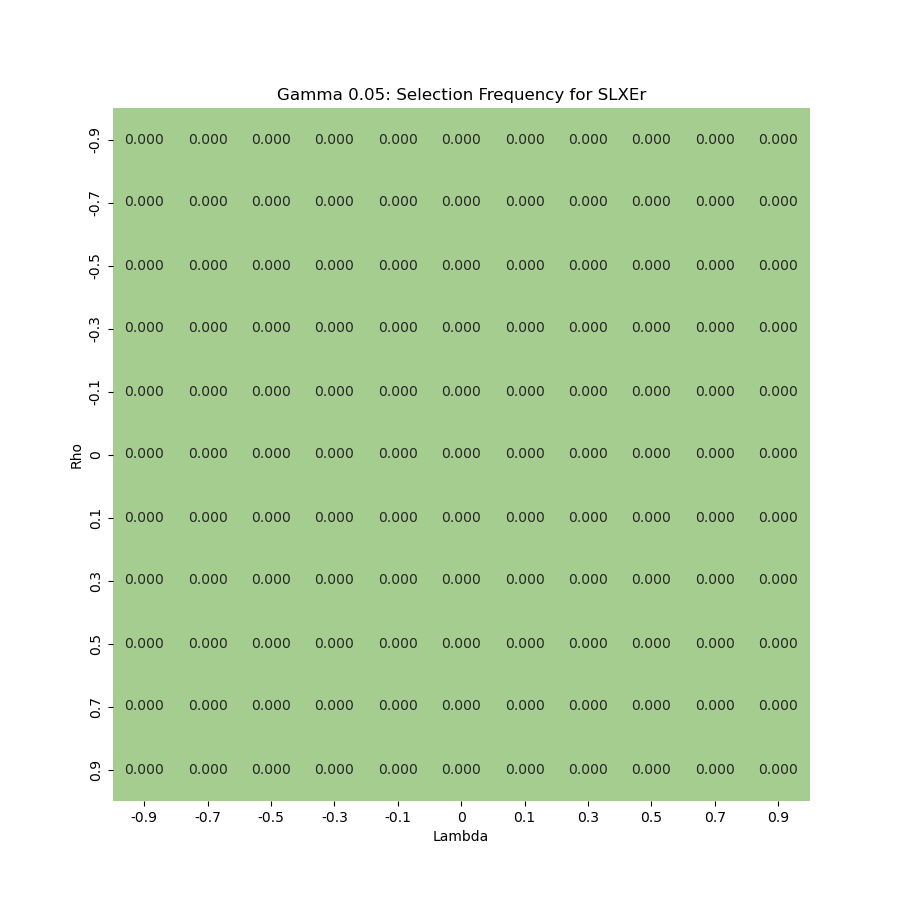 Gamma 0.05: Selection Frequency for SLXEr
-0.9 0.000 0.000 0.000 0.000 0.000 0.000 0.000 0.000 0.000 0.000 0.000
-0.7 0.000 0.000 0.000 0.000 0.000 0.000 0.000 0.000 0.000 0.000 0.000
-0.5 0.000 0.000 0.000 0.000 0.000 0.000 0.000 0.000 0.000 0.000 0.000
-0.3 0.000 0.000 0.000 0.000 0.000 0.000 0.000 0.000 0.000 0.000 0.000
-0.1 0.000 0.000 0.000 0.000 0.000 0.000 0.000 0.000 0.000 0.000 0.000
Rho
0 0.000 0.000 0.000 0.000 0.000 0.000 0.000 0.000 0.000 0.000 0.000
0.1 0.000 0.000 0.000 0.000 0.000 0.000 0.000 0.000 0.000 0.000 0.000
0.3 0.000 0.000 0.000 0.000 0.000 0.000 0.000 0.000 0.000 0.000 0.000
0.5 0.000 0.000 0.000 0.000 0.000 0.000 0.000 0.000 0.000 0.000 0.000
0.7 0.000 0.000 0.000 0.000 0.000 0.000 0.000 0.000 0.000 0.000 0.000
0.9 0.000 0.000 0.000 0.000 0.000 0.000 0.000 0.000 0.000 0.000 0.000
-0.9 -0.7 -0.5 -0.3 -0.1 0 0.1 0.3 0.5 0.7 0.9
Lambda